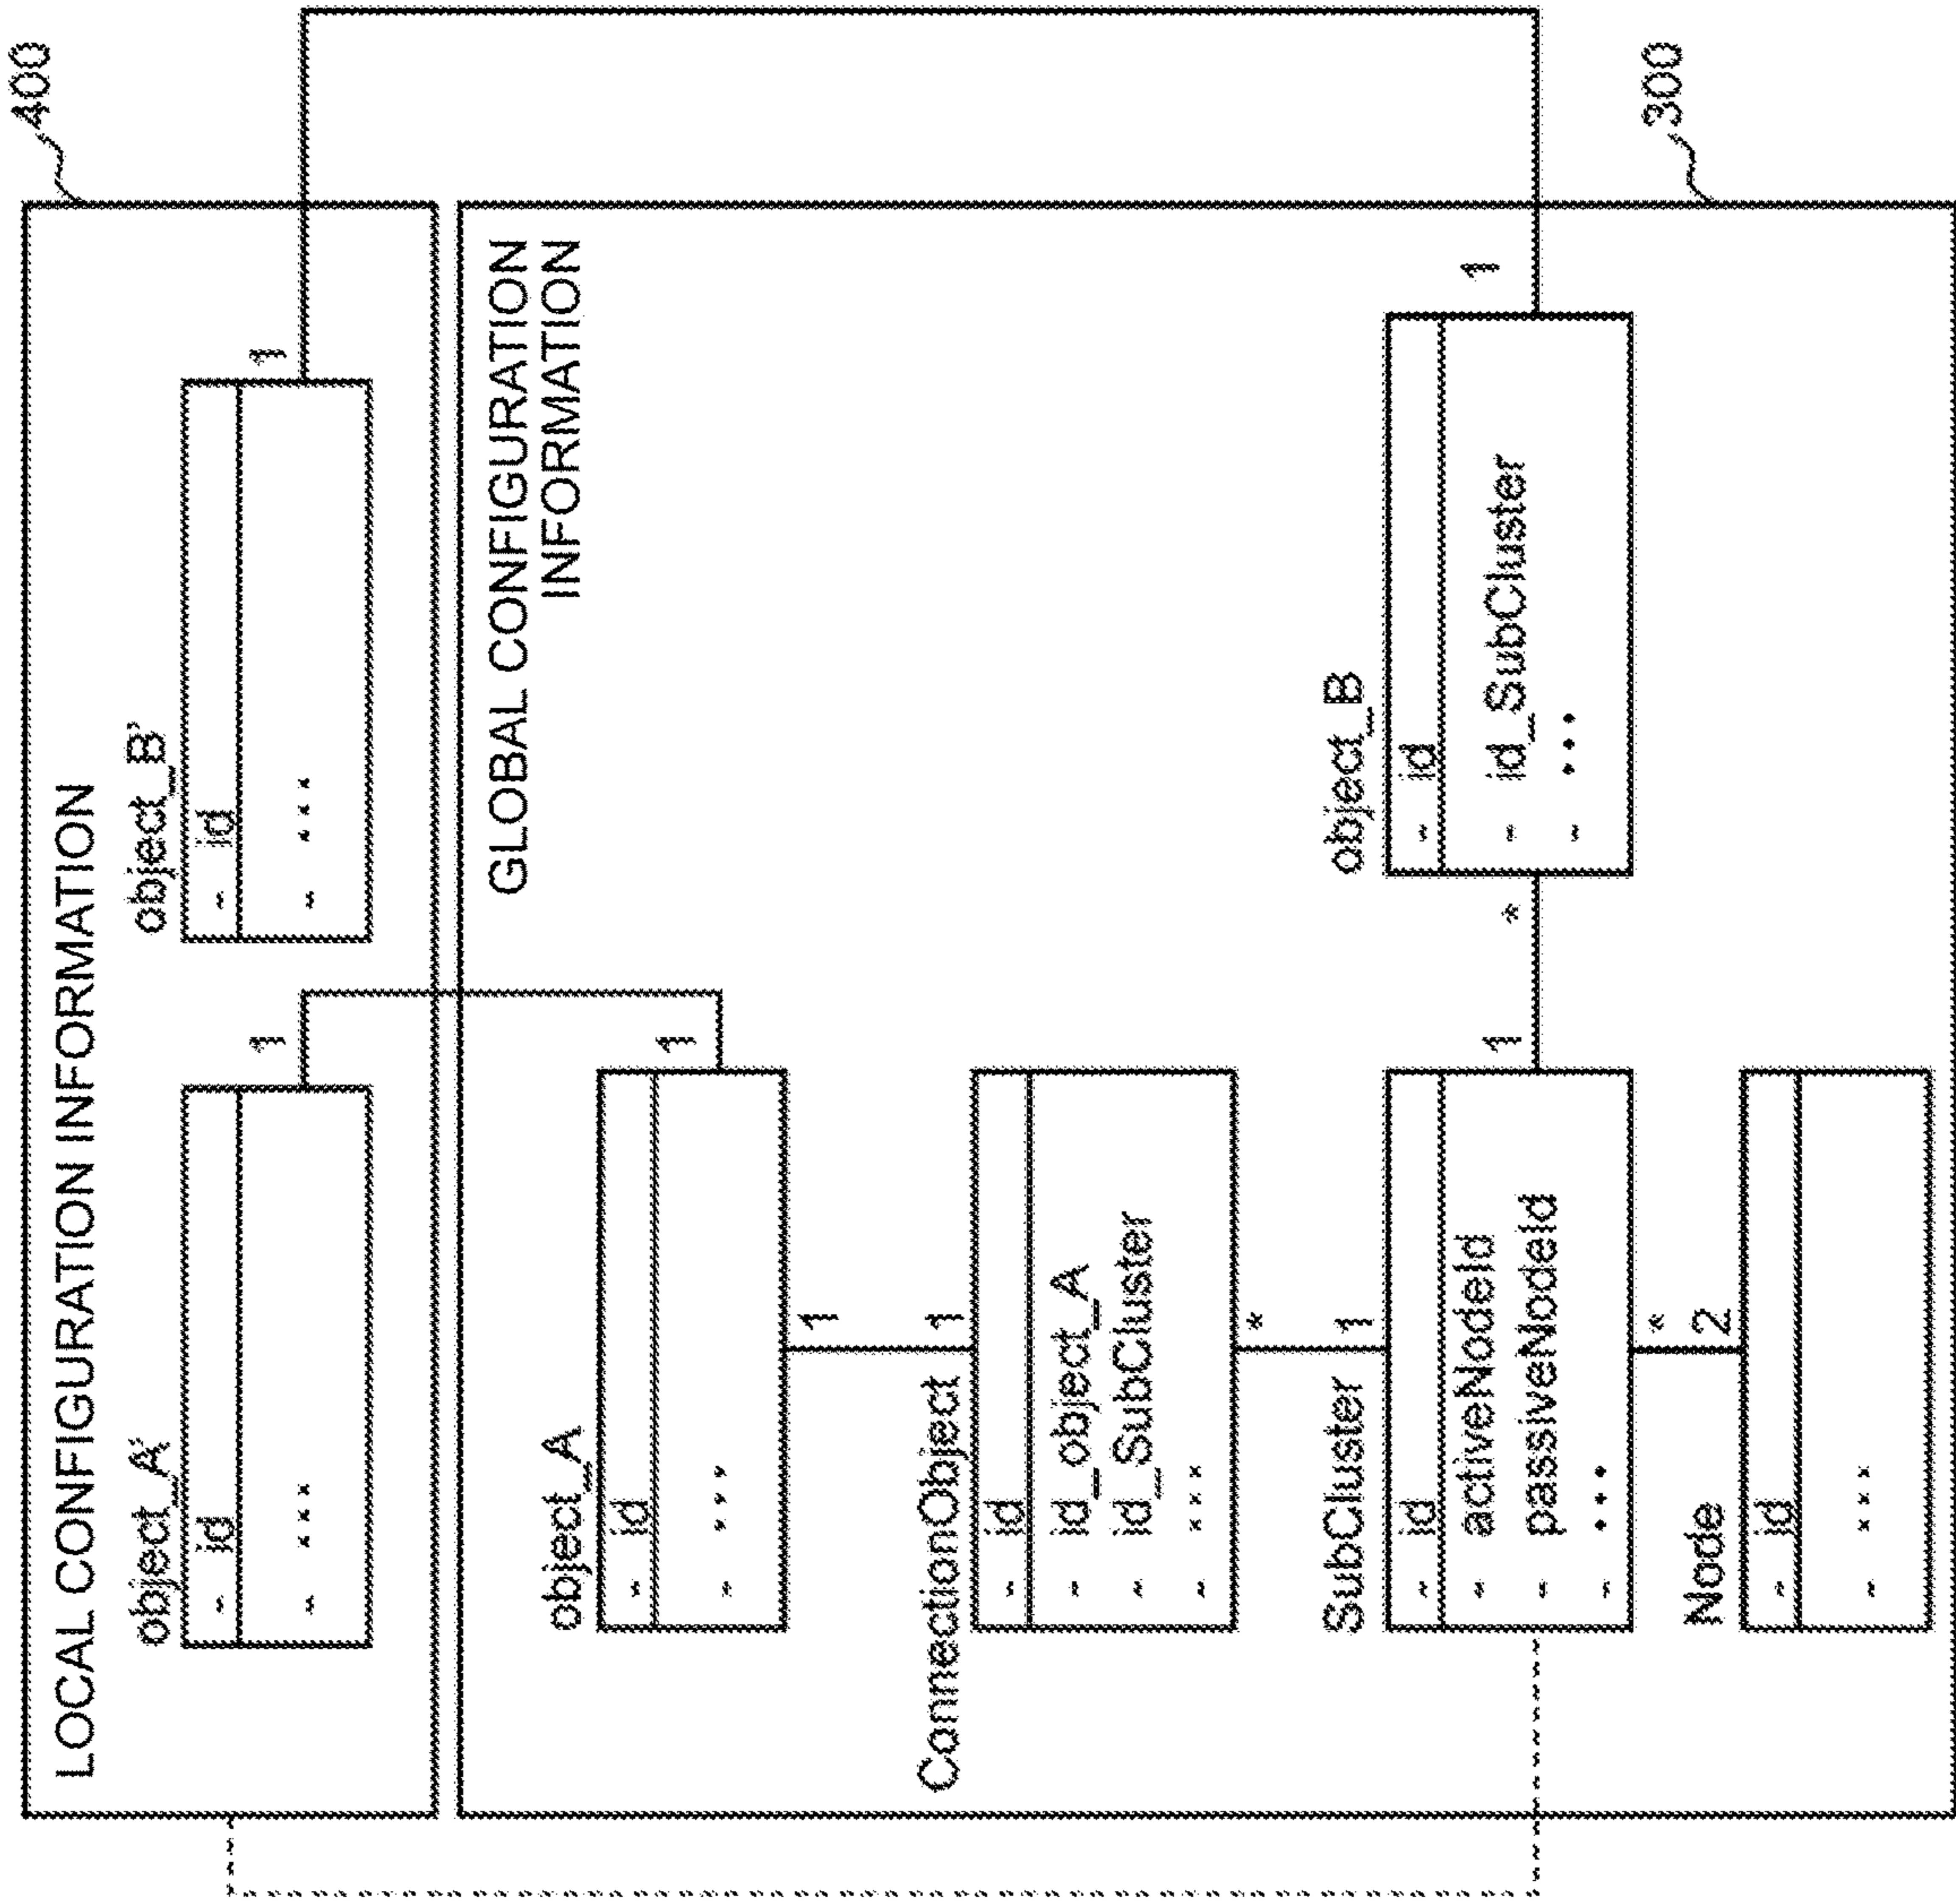 400
LOCAL CONFIGURATION INFORMATION
object_A'
- id
- ...
1
object_B'
- id
- ...
1
GLOBAL CONFIGURATION
INFORMATION
object_A
- id
- ...
1
1
1
ConnectionObject
- id
- id_object_A
- id_SubCluster
- ...
*
1
SubCluster
- id
- activeNodeId
- passiveNodeId
- ...
1
*
object_B
- id
- id_SubCluster
- ...
1
*
2
Node
- id
- ...
300